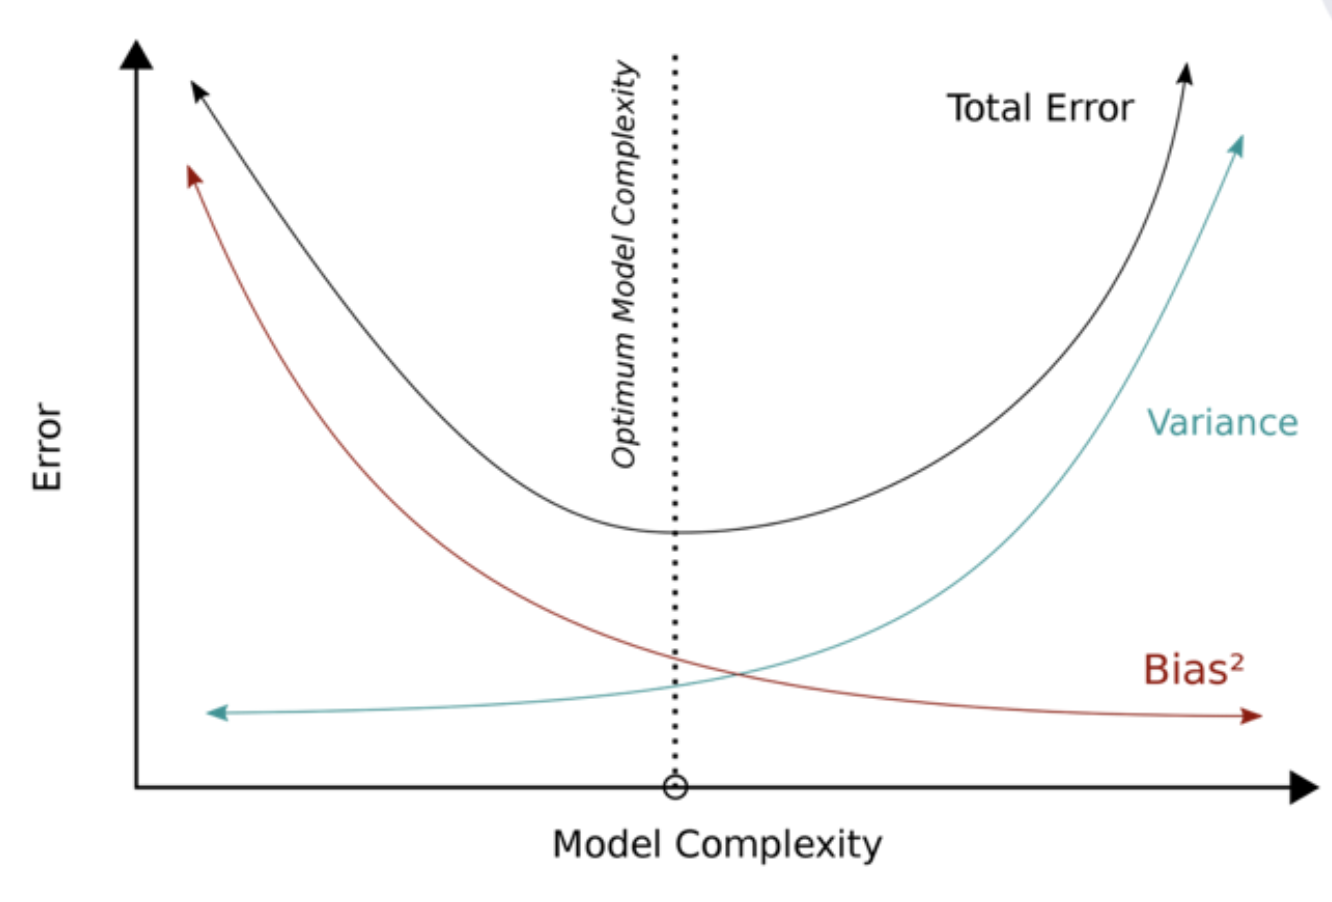 Optimum Model Complexity
Total Error
Error
Variance
Bias²
Model Complexity